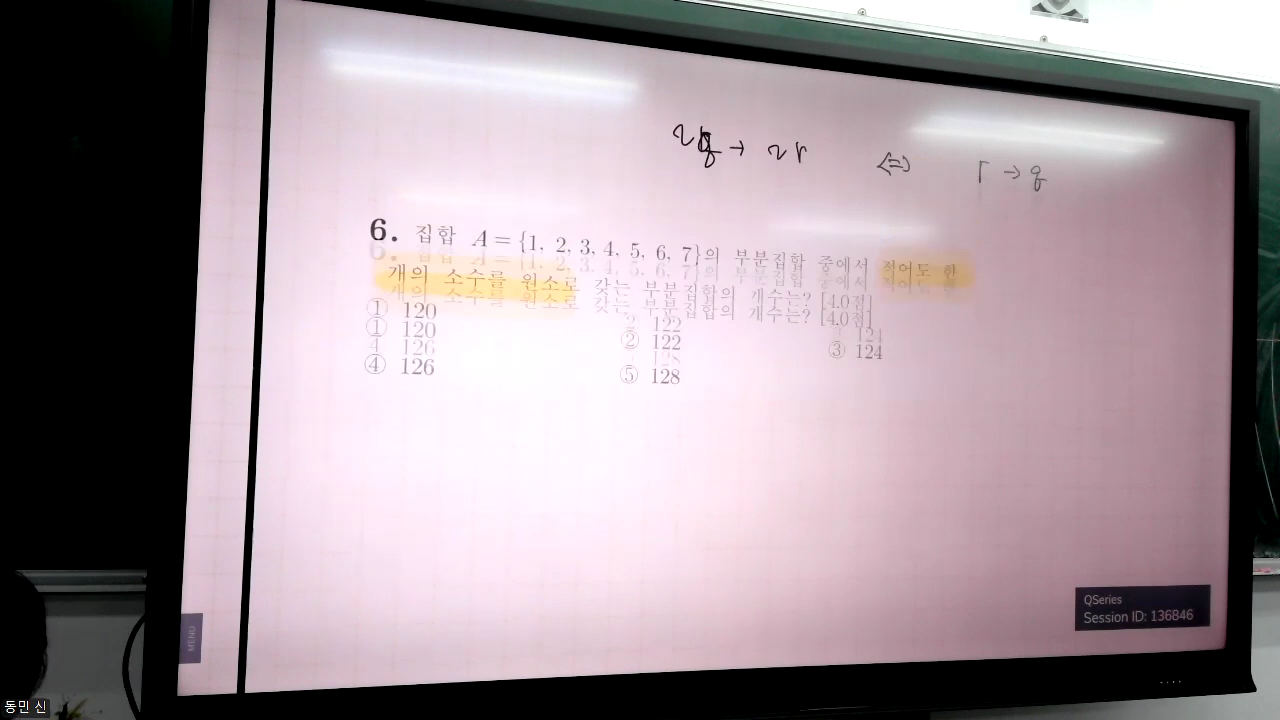 ~q → ~r ⇔ r → q
6. 집합 A = {1, 2, 3, 4, 5, 6, 7}의 부분집합 중에서 적어도 한
개의 소수를 원소로 갖는 부분집합의 개수는? [4.0점]
① 120 ② 122 ③ 124
④ 126 ⑤ 128
QSeries
Session ID: 136846
MENU
동민 신